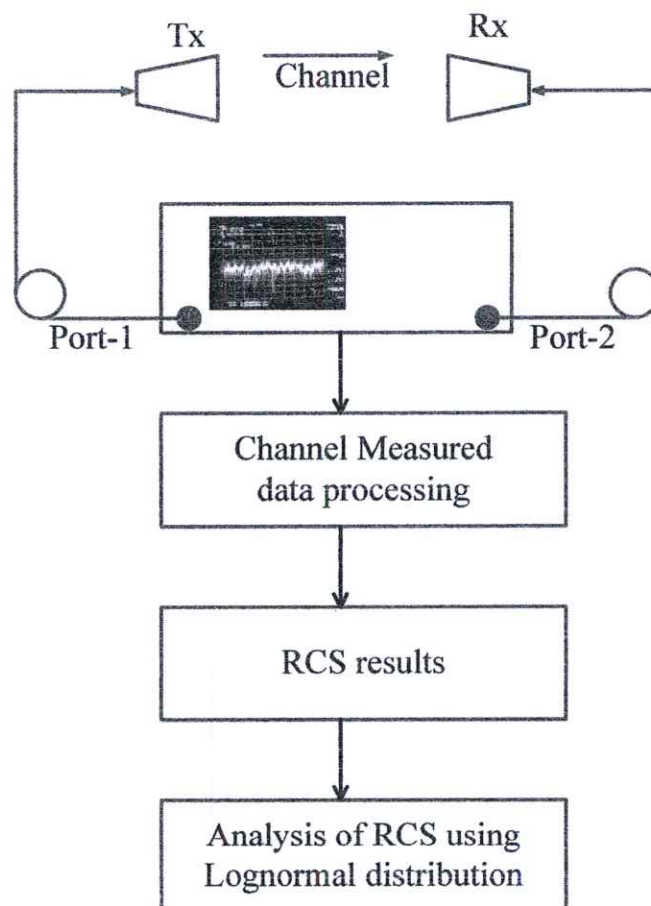 Tx
Rx
Channel
Port-1
Port-2
Channel Measured
data processing
RCS results
Analysis of RCS using
Lognormal distribution